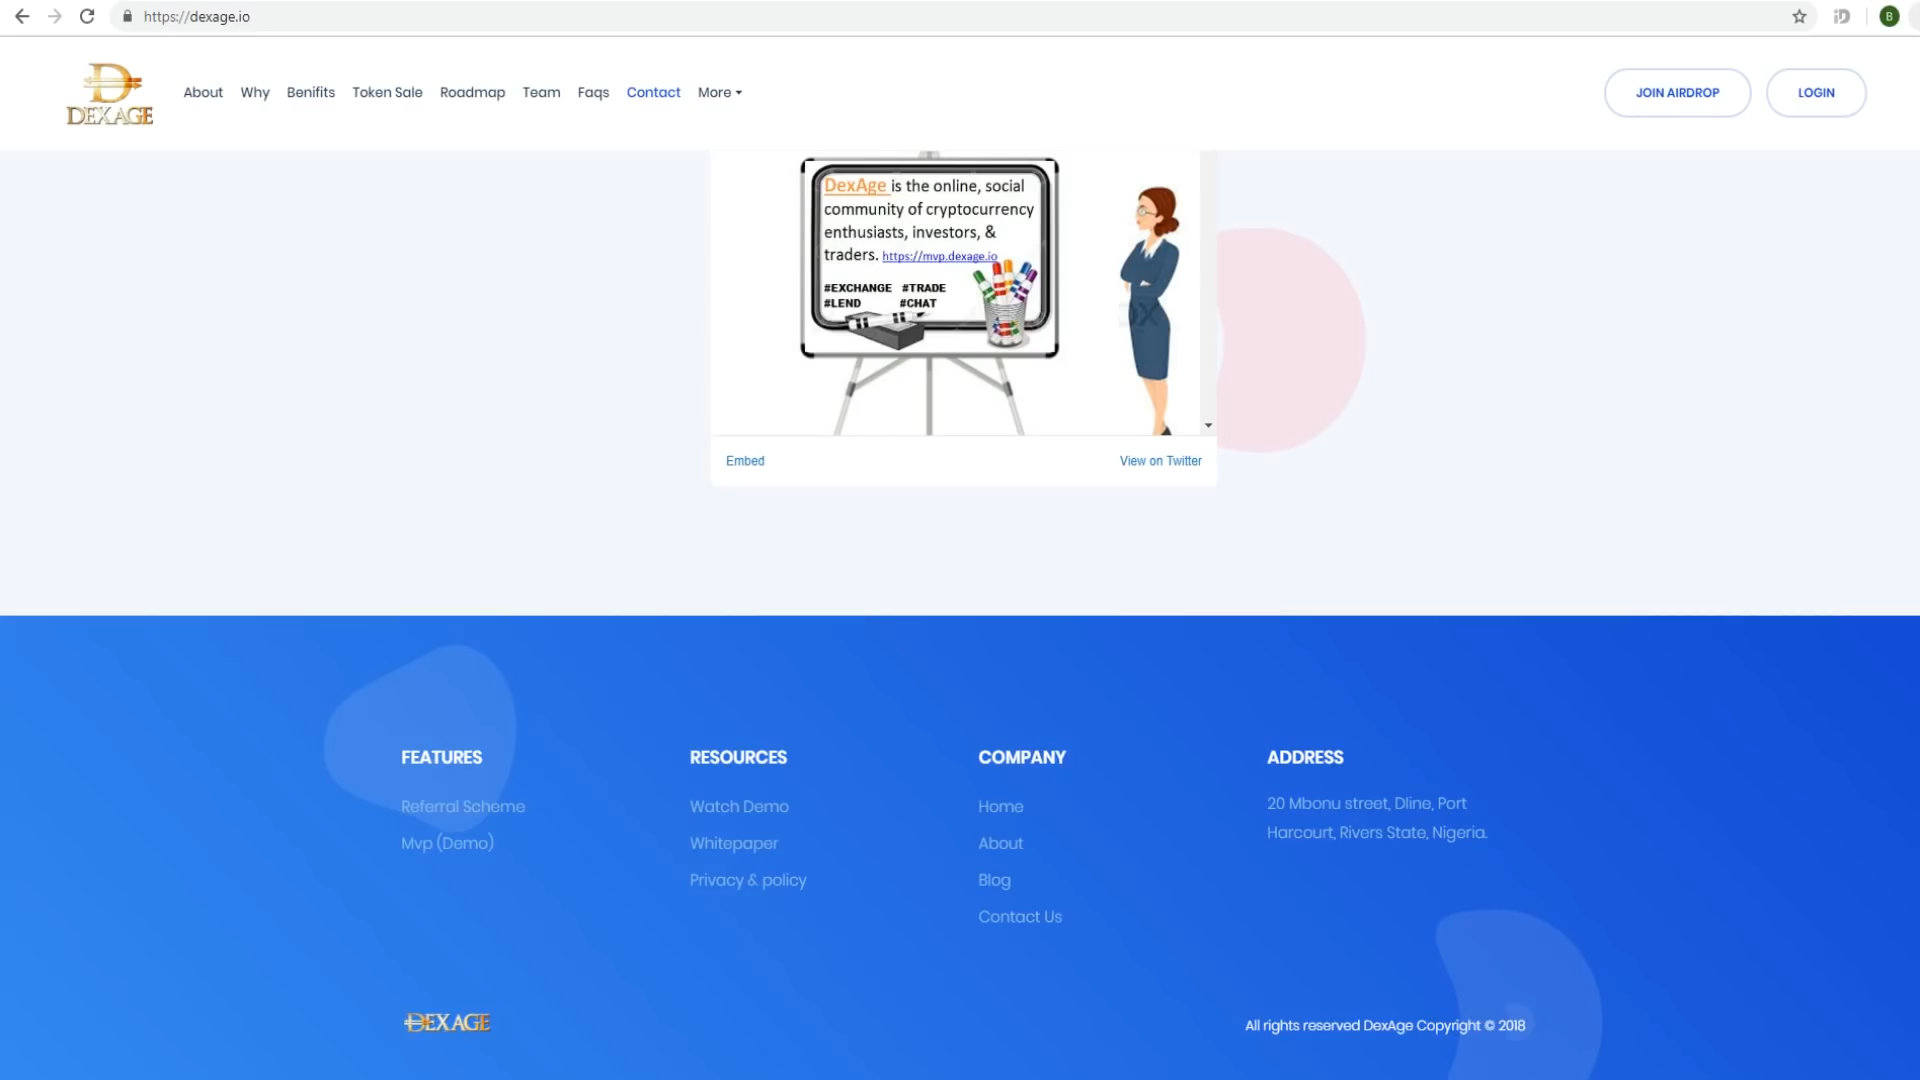 https://dexage.io
B
DEXAGE
About Why Benifits Token Sale Roadmap Team Faqs Contact More
JOIN AIRDROP
LOGIN
DexAge is the online, social
community of cryptocurrency
enthusiasts, investors, &
traders. https://mvp.dexage.io
#EXCHANGE #TRADE
#LEND #CHAT
Embed
View on Twitter
FEATURES
Referral Scheme
Mvp (Demo)
RESOURCES
Watch Demo
Whitepaper
Privacy & policy
COMPANY
Home
About
Blog
Contact Us
ADDRESS
20 Mbonu street, Dline, Port
Harcourt, Rivers State, Nigeria.
DEXAGE
All rights reserved DexAge Copyright © 2018